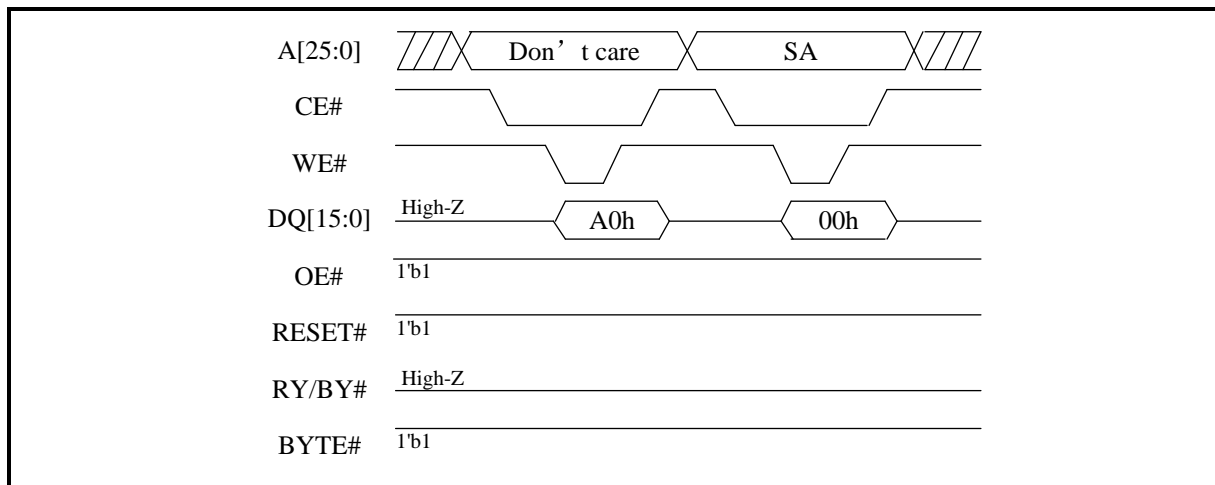 A[25:0] Don’t care SA
CE#
WE#
DQ[15:0] High-Z A0h 00h
OE# 1'b1
RESET# 1'b1
RY/BY# High-Z
BYTE# 1'b1